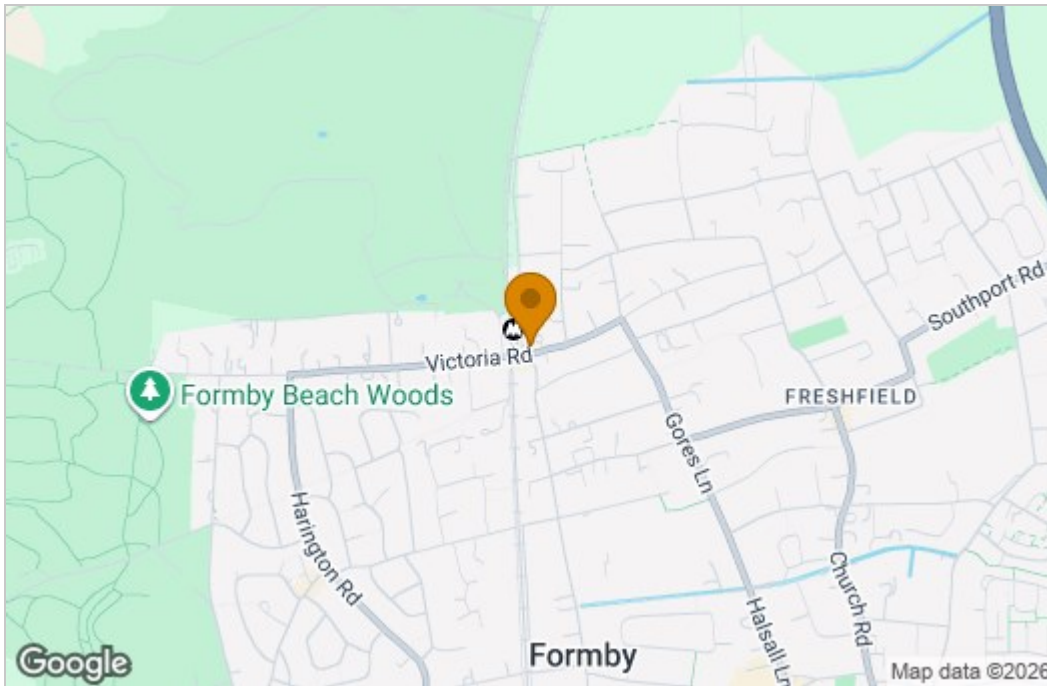 Southport Rd
Victoria Rd
Formby Beach Woods
FRESHFIELD
Gores Ln
Harington Rd
Church Rd
Halsall Ln
Formby
Google
Map data ©2026